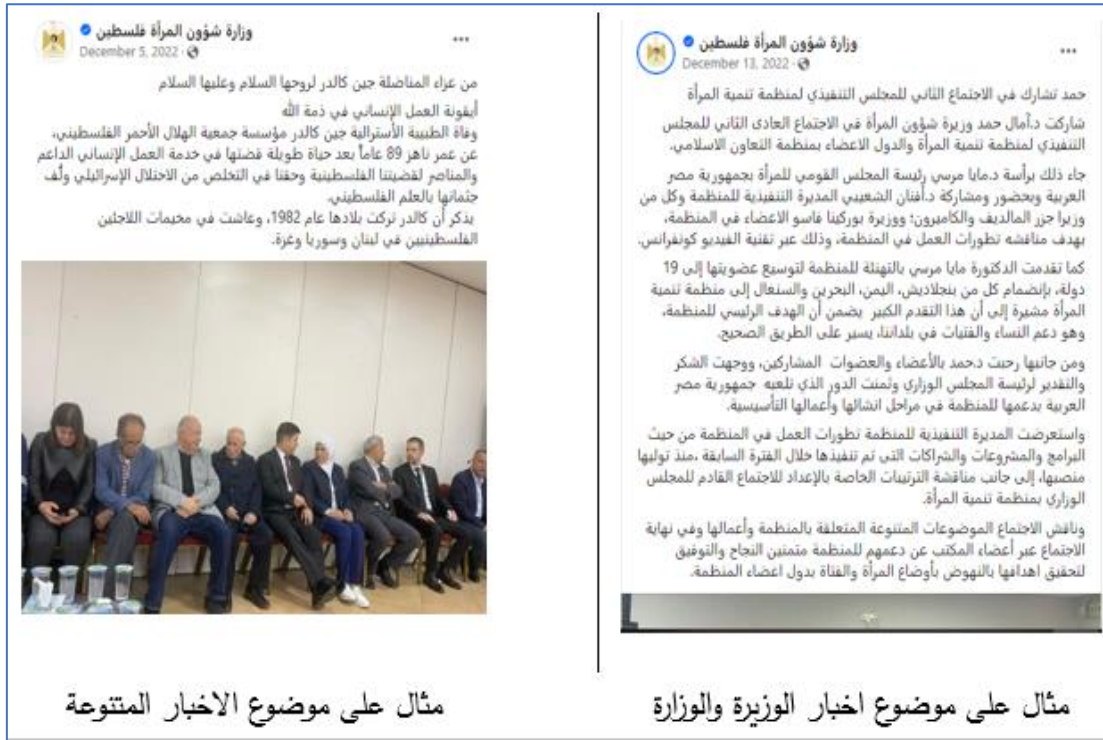 وزارة شؤون المرأة فلسطين
December 13, 2022
حمد تشارك في الاجتماع الثاني للمجلس التنفيذي لمنظمة تنمية المرأة
شاركت د.آمال حمد وزيرة شؤون المرأة في الاجتماع العادي الثاني للمجلس
التنفيذي لمنظمة تنمية المرأة والدول الاعضاء بمنظمة التعاون الاسلامي.
جاء ذلك برأسة د.مايا مرسي رئيسة المجلس القومي للمرأة بجمهورية مصر
العربية وبحضور ومشاركة د.أفنان الشعيبي المديرة التنفيذية للمنظمة وكل من
وزيرا جزر المالديف والكاميرون؛ ووزيرة بوركينا فاسو الاعضاء في المنظمة،
بهدف مناقشه تطورات العمل في المنظمة، وذلك عبر تقنية الفيديو كونفرانس.
كما تقدمت الدكتورة مايا مرسي بالتهنئة للمنظمة لتوسيع عضويتها إلى 19
دولة، بإنضمام كل من بنجلاديش، اليمن، البحرين والسنغال إلى منظمة تنمية
المرأة مشيرة إلى أن هذا التقدم الكبير يضمن أن الهدف الرئيسي للمنظمة،
وهو دعم النساء والفتيات في بلداننا، يسير على الطريق الصحيح.
ومن جانبها رحبت د.حمد بالأعضاء والعضوات المشاركين، ووجهت الشكر
والتقدير لرئيسة المجلس الوزاري وثمنت الدور الذي تلعبه جمهورية مصر
العربية بدعمها للمنظمة في مراحل انشائها وأعمالها التأسيسية.
واستعرضت المديرة التنفيذية للمنظمة تطورات العمل في المنظمة من حيث
البرامج والمشروعات والشراكات التي تم تنفيذها خلال الفترة السابقة ،منذ توليها
منصبها، إلى جانب مناقشة الترتيبات الخاصة بالإعداد للاجتماع القادم للمجلس
الوزاري بمنظمة تنمية المرأة.
وناقش الاجتماع الموضوعات المتنوعة المتعلقة بالمنظمة وأعمالها وفي نهاية
الاجتماع عبر أعضاء المكتب عن دعمهم للمنظمة متمنين النجاح والتوفيق
لتحقيق اهدافها بالنهوض بأوضاع المرأة والفتاة بدول اعضاء المنظمة.
مثال على موضوع اخبار الوزيرة والوزارة
وزارة شؤون المرأة فلسطين
December 5, 2022
من عزاء المناضلة جين كالدر لروحها السلام وعليها السلام
أيقونة العمل الإنساني في ذمة الله
وفاة الطبيبة الأسترالية جين كالدر مؤسسة جمعية الهلال الأحمر الفلسطيني،
عن عمر ناهز 89 عاماً بعد حياة طويلة قضتها في خدمة العمل الإنساني الداعم
والمناصر لقضيتنا الفلسطينية وحقنا في التخلص من الاحتلال الإسرائيلي ولُف
جثمانها بالعلم الفلسطيني.
يذكر أن كالدر تركت بلادها عام 1982، وعاشت في مخيمات اللاجئين
الفلسطينيين في لبنان وسوريا وغزة.
مثال على موضوع الاخبار المتنوعة